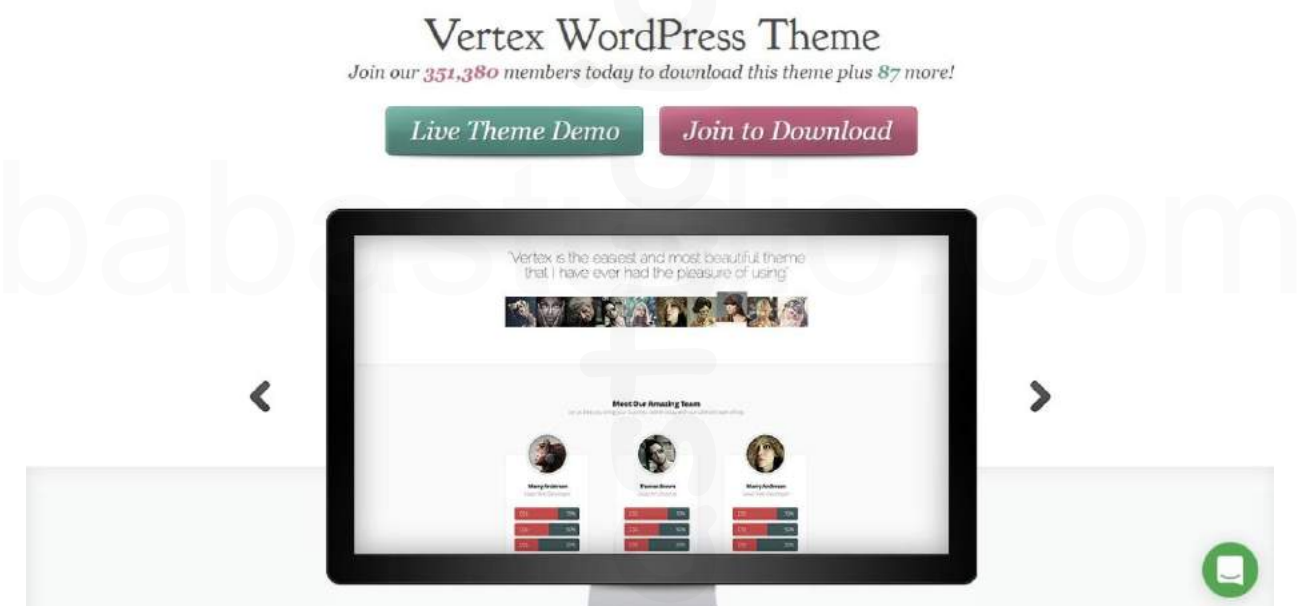 Vertex WordPress Theme
Join our 351,380 members today to download this theme plus 87 more!
Live Theme Demo
Join to Download
babastudio.com
"Vertex is the easiest and most beautiful theme
that I have ever had the pleasure of using"
Meet Our Amazing Team